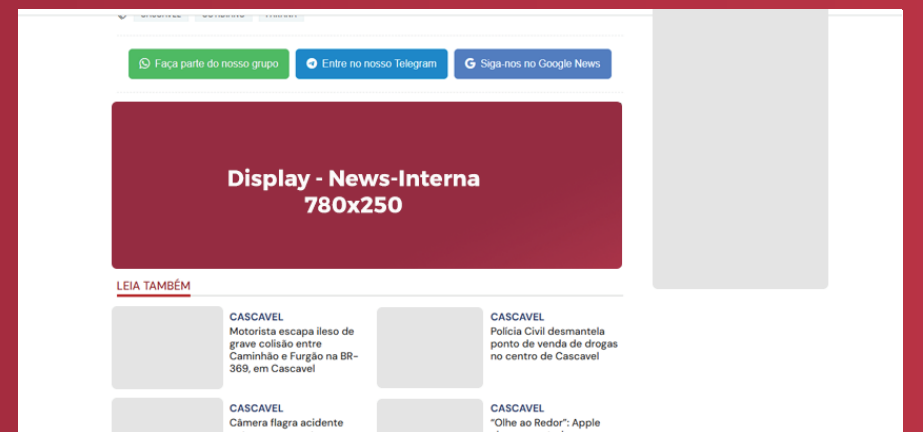 Faça parte do nosso grupo
Entre no nosso Telegram
Siga-nos no Google News
Display - News-Interna
780x250
LEIA TAMBÉM
CASCAVEL
Motorista escapa ileso de
grave colisão entre
Caminhão e Furgão na BR-
369, em Cascavel
CASCAVEL
Polícia Civil desmantela
ponto de venda de drogas
no centro de Cascavel
CASCAVEL
Câmera flagra acidente
CASCAVEL
"Olhe ao Redor": Apple